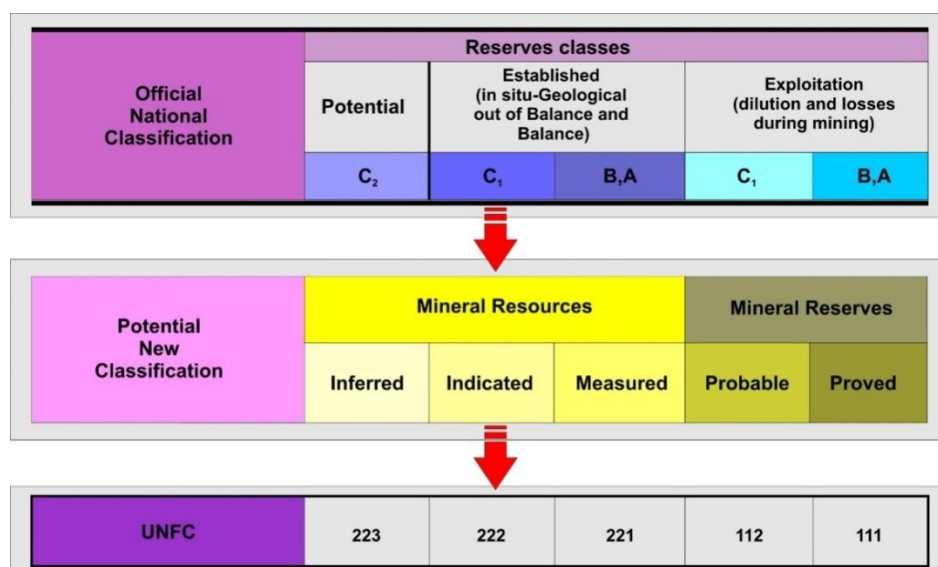 Official
National
Classification
Reserves classes
Potential
Established
(in situ-Geological
out of Balance and
Balance)
Exploitation
(dilution and losses
during mining)
C₂
C₁
B,A
C₁
B,A
Potential
New
Classification
Mineral Resources
Mineral Reserves
Inferred
Indicated
Measured
Probable
Proved
UNFC
223
222
221
112
111